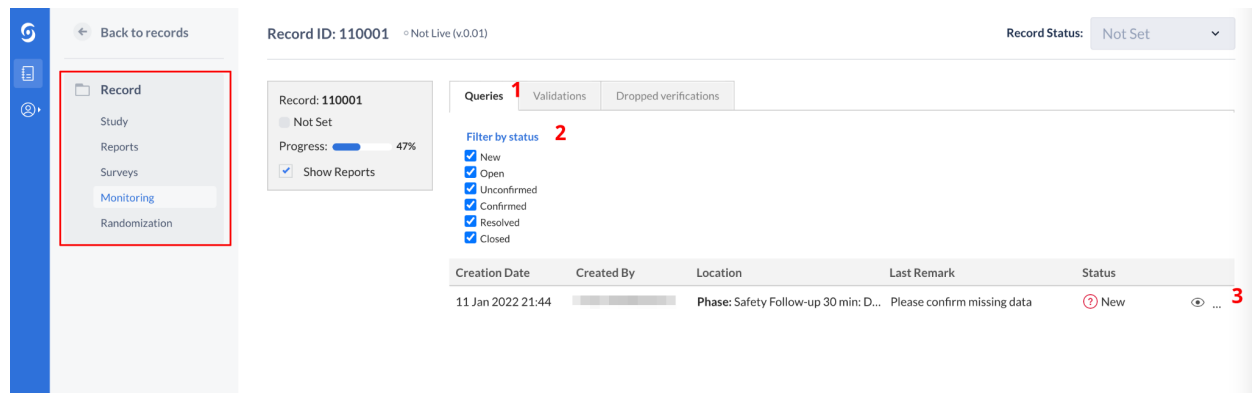 Back to records
Record
Study
Reports
Surveys
Monitoring
Randomization
Record ID: 110001 Not Live (v.0.01)
Record Status: Not Set
Record: 110001
Not Set
Progress: 47%
Show Reports
Queries 1 Validations Dropped verifications
Filter by status 2
New
Open
Unconfirmed
Confirmed
Resolved
Closed
Creation Date Created By Location Last Remark Status
11 Jan 2022 21:44 Phase: Safety Follow-up 30 min: D... Please confirm missing data New ... 3